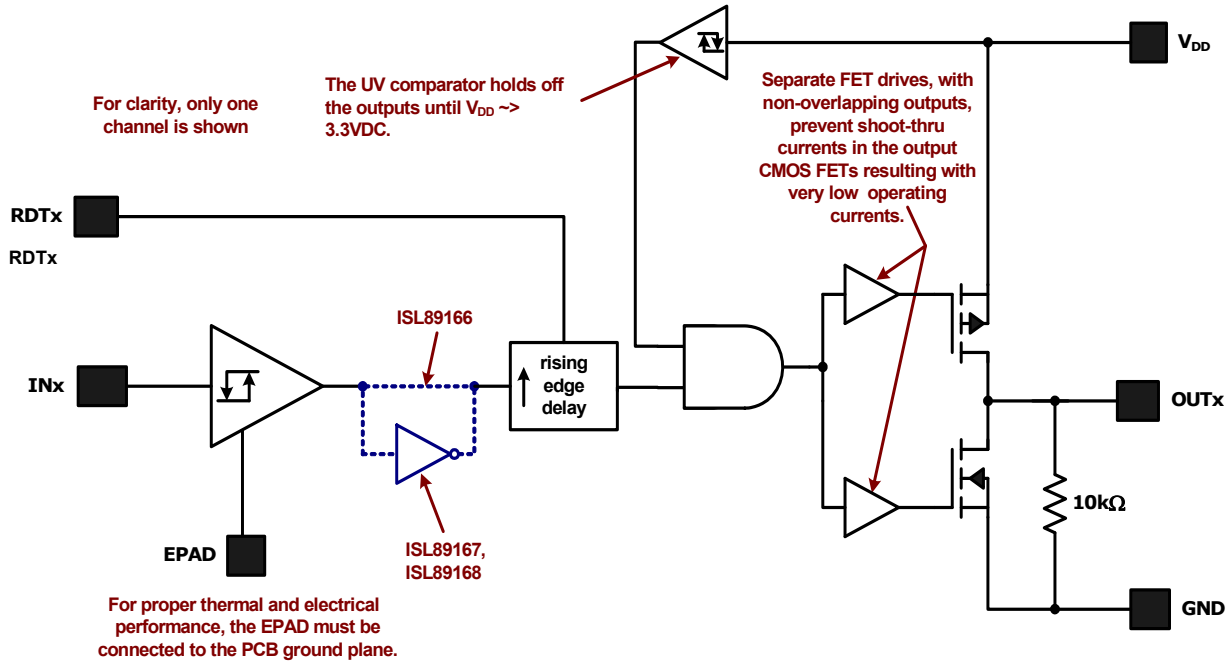 V_DD
The UV comparator holds off
the outputs until V_DD ~>
3.3VDC.
For clarity, only one
channel is shown
Separate FET drives, with
non-overlapping outputs,
prevent shoot-thru
currents in the output
CMOS FETs resulting with
very low operating
currents.
RDTx
RDTx
ISL89166
INx
rising
edge
delay
OUTx
10kΩ
EPAD
ISL89167,
ISL89168
GND
For proper thermal and electrical
performance, the EPAD must be
connected to the PCB ground plane.